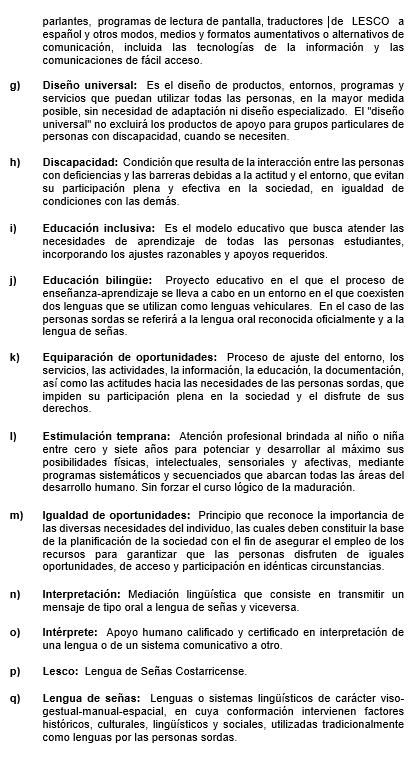 parlantes, programas de lectura de pantalla, traductores de LESCO a
español y otros modos, medios y formatos aumentativos o alternativos de
comunicación, incluida las tecnologías de la información y las
comunicaciones de fácil acceso.
g) Diseño universal: Es el diseño de productos, entornos, programas y
servicios que puedan utilizar todas las personas, en la mayor medida
posible, sin necesidad de adaptación ni diseño especializado. El "diseño
universal" no excluirá los productos de apoyo para grupos particulares de
personas con discapacidad, cuando se necesiten.
h) Discapacidad: Condición que resulta de la interacción entre las personas
con deficiencias y las barreras debidas a la actitud y el entorno, que evitan
su participación plena y efectiva en la sociedad, en igualdad de
condiciones con las demás.
i) Educación inclusiva: Es el modelo educativo que busca atender las
necesidades de aprendizaje de todas las personas estudiantes,
incorporando los ajustes razonables y apoyos requeridos.
j) Educación bilingüe: Proyecto educativo en el que el proceso de
enseñanza-aprendizaje se lleva a cabo en un entorno en el que coexisten
dos lenguas que se utilizan como lenguas vehiculares. En el caso de las
personas sordas se referirá a la lengua oral reconocida oficialmente y a la
lengua de señas.
k) Equiparación de oportunidades: Proceso de ajuste del entorno, los
servicios, las actividades, la información, la educación, la documentación,
así como las actitudes hacia las necesidades de las personas sordas, que
impiden su participación plena en la sociedad y el disfrute de sus
derechos.
l) Estimulación temprana: Atención profesional brindada al niño o niña
entre cero y siete años para potenciar y desarrollar al máximo sus
posibilidades físicas, intelectuales, sensoriales y afectivas, mediante
programas sistemáticos y secuenciados que abarcan todas las áreas del
desarrollo humano. Sin forzar el curso lógico de la maduración.
m) Igualdad de oportunidades: Principio que reconoce la importancia de
las diversas necesidades del individuo, las cuales deben constituir la base
de la planificación de la sociedad con el fin de asegurar el empleo de los
recursos para garantizar que las personas disfruten de iguales
oportunidades, de acceso y participación en idénticas circunstancias.
n) Interpretación: Mediación lingüística que consiste en transmitir un
mensaje de tipo oral a lengua de señas y viceversa.
o) Intérprete: Apoyo humano calificado y certificado en interpretación de
una lengua o de un sistema comunicativo a otro.
p) Lesco: Lengua de Señas Costarricense.
q) Lengua de señas: Lenguas o sistemas lingüísticos de carácter viso-
gestual-manual-espacial, en cuya conformación intervienen factores
históricos, culturales, lingüísticos y sociales, utilizadas tradicionalmente
como lenguas por las personas sordas.